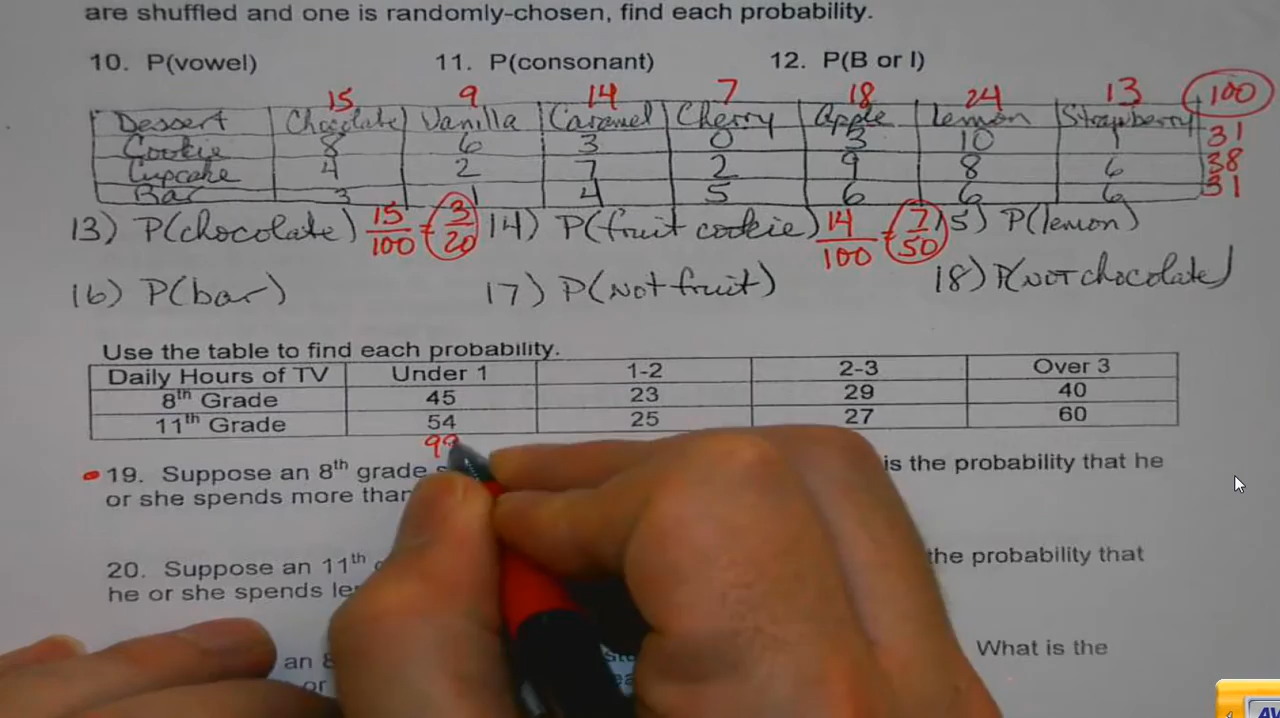 are shuffled and one is randomly-chosen, find each probability.
10. P(vowel) 11. P(consonant) 12. P(B or I)
15 9 14 7 18 24 13 100
Dessert Chocolate Vanilla Caramel Cherry Apple Lemon Strawberry
Cookie 8 6 3 0 3 10 1 31
Cupcake 4 2 7 2 9 8 6 38
Bar 3 1 4 5 6 6 6 31
13) P(chocolate) 15/100 = 3/20 14) P(fruit cookie) 14/100 = 7/50 15) P(lemon)
16) P(bar) 17) P(Not fruit) 18) P(NOT chocolate)
Use the table to find each probability.
Daily Hours of TV Under 1 1-2 2-3 Over 3
8th Grade 45 23 29 40
11th Grade 54 25 27 60
99
19. Suppose an 8th grade is the probability that he
or she spends more than
20. Suppose an 11th the probability that
he or she spends
an 8 What is the
or